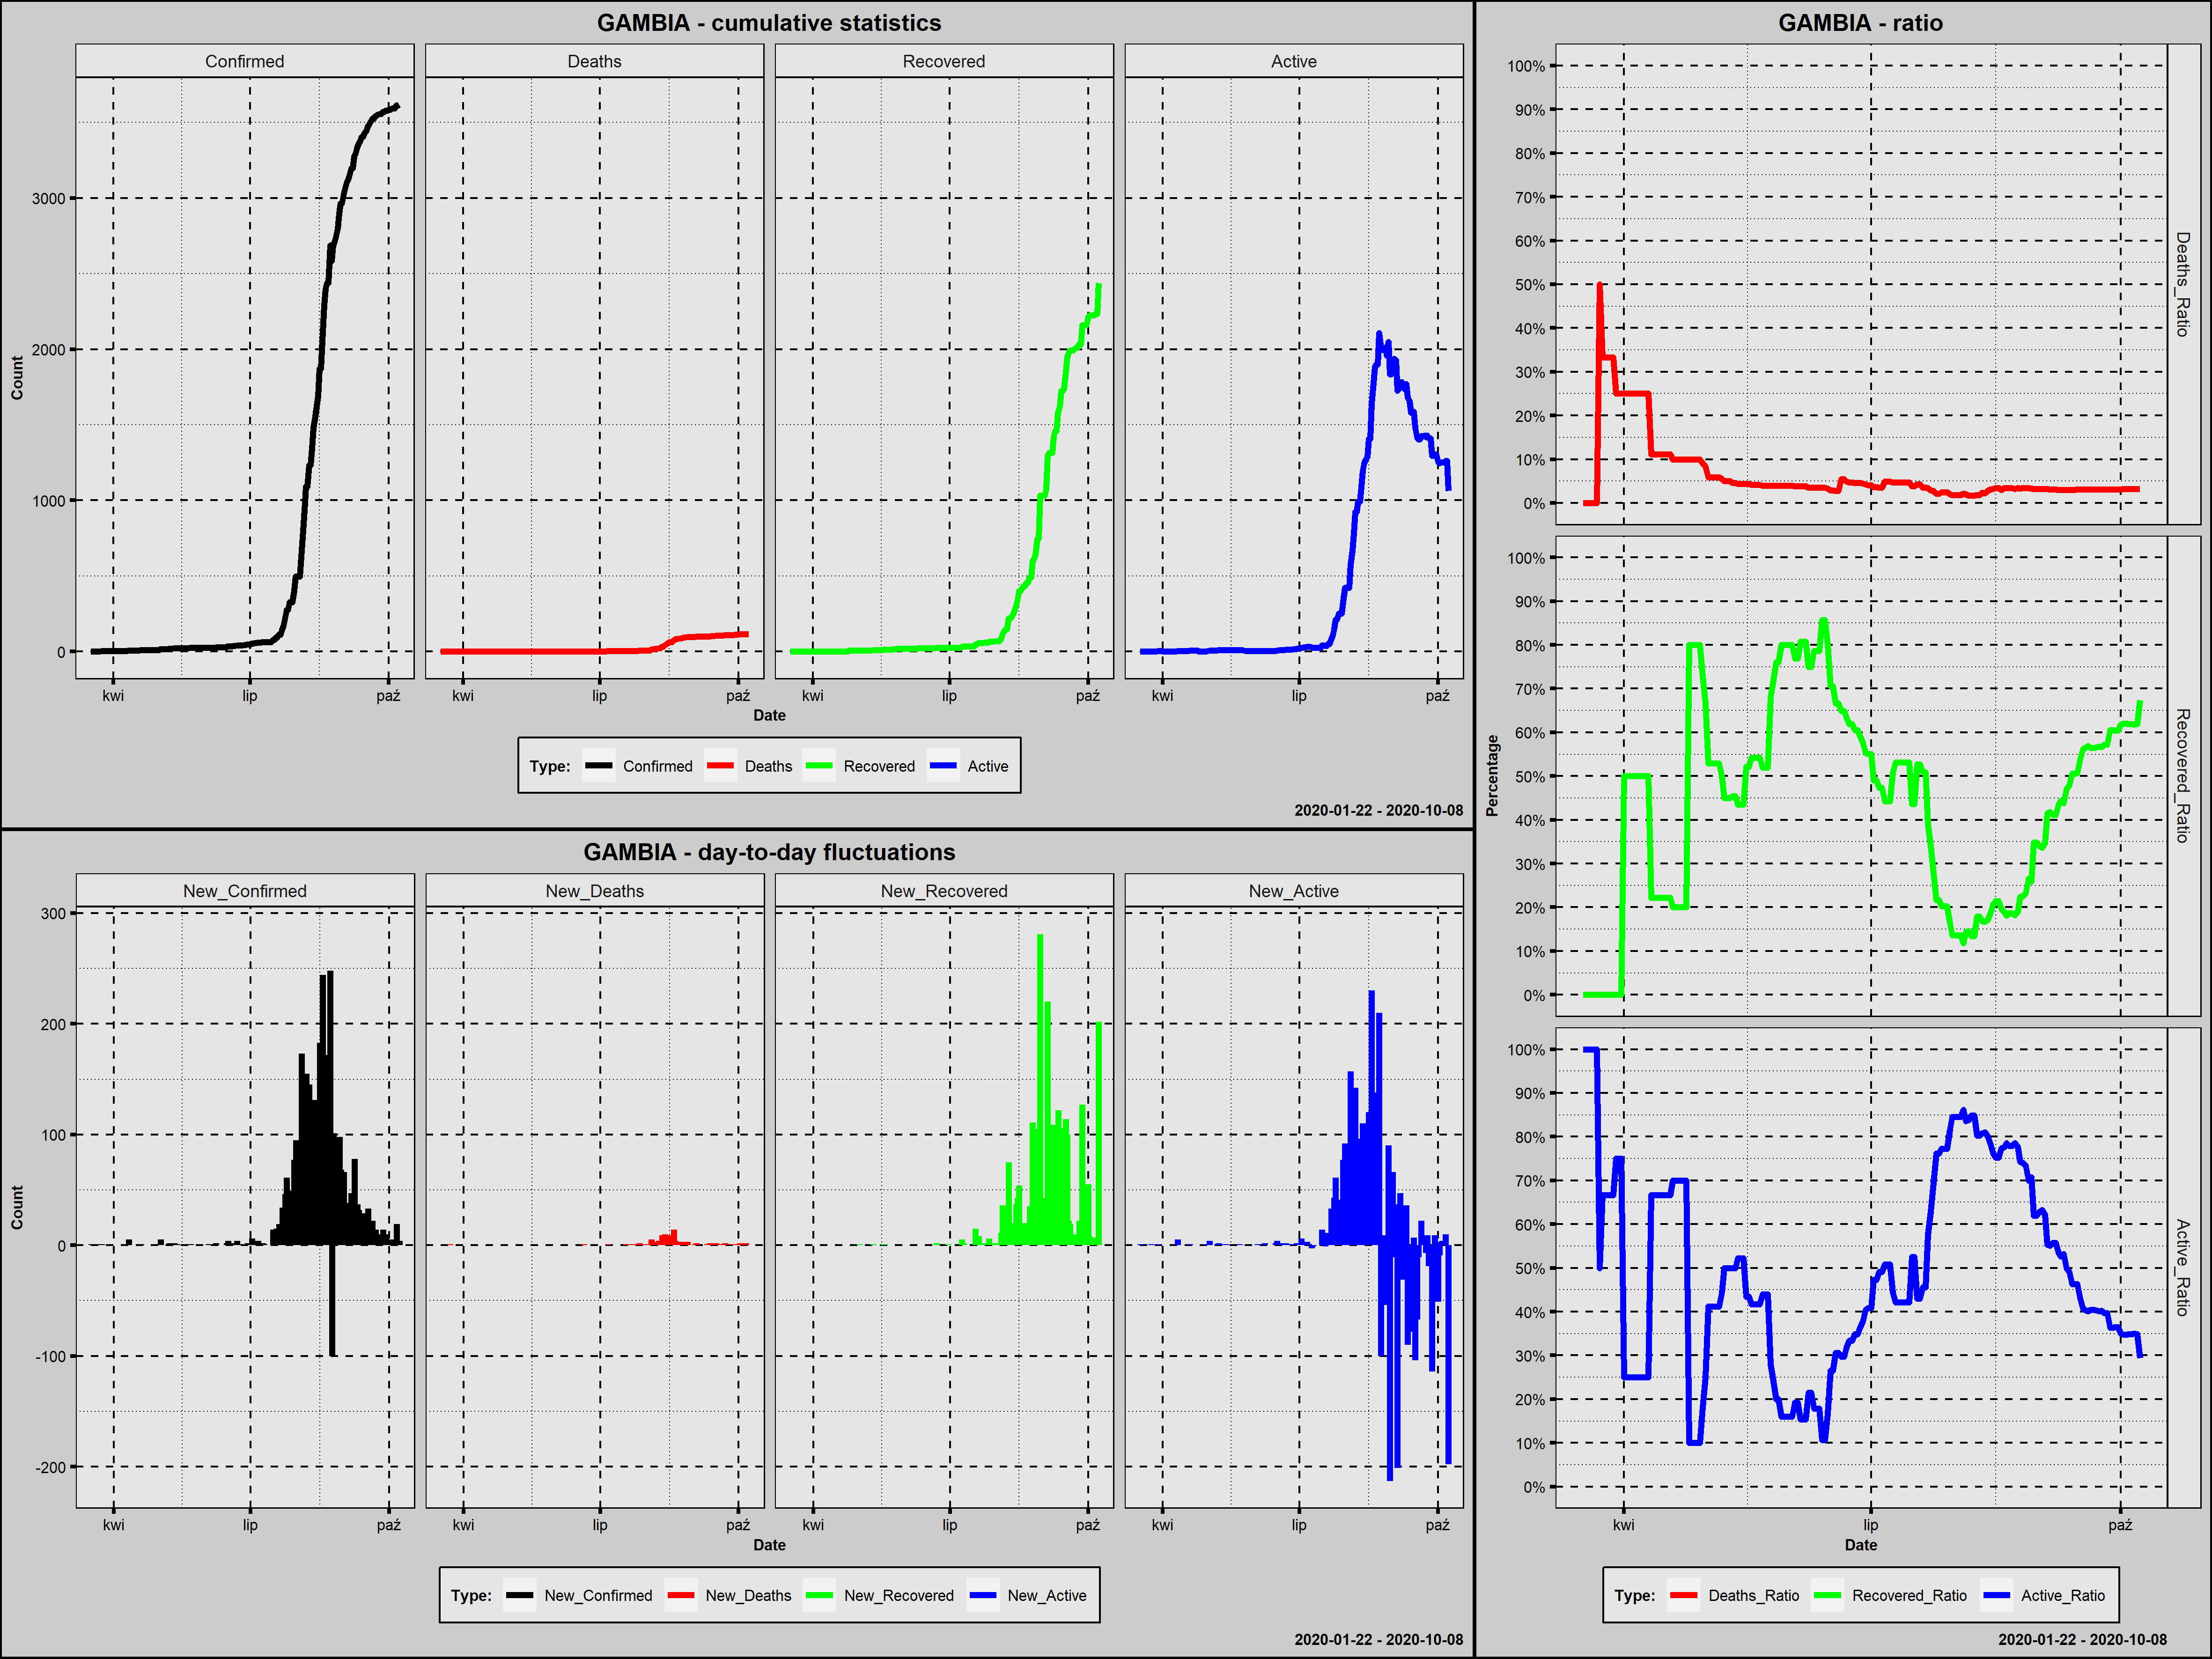 GAMBIA - cumulative statistics
Confirmed Deaths Recovered Active
Count
3000
2000
1000
0
kwi lip paź kwi lip paź kwi lip paź kwi lip paź
Date
Type: Confirmed Deaths Recovered Active
2020-01-22 - 2020-10-08
GAMBIA - day-to-day fluctuations
New_Confirmed New_Deaths New_Recovered New_Active
Count
300
200
100
0
-100
-200
kwi lip paź kwi lip paź kwi lip paź kwi lip paź
Date
Type: New_Confirmed New_Deaths New_Recovered New_Active
2020-01-22 - 2020-10-08
GAMBIA - ratio
Percentage
100%
90%
80%
70%
60%
50%
40%
30%
20%
10%
0%
Deaths_Ratio
100%
90%
80%
70%
60%
50%
40%
30%
20%
10%
0%
Recovered_Ratio
100%
90%
80%
70%
60%
50%
40%
30%
20%
10%
0%
Active_Ratio
kwi lip paź
Date
Type: Deaths_Ratio Recovered_Ratio Active_Ratio
2020-01-22 - 2020-10-08